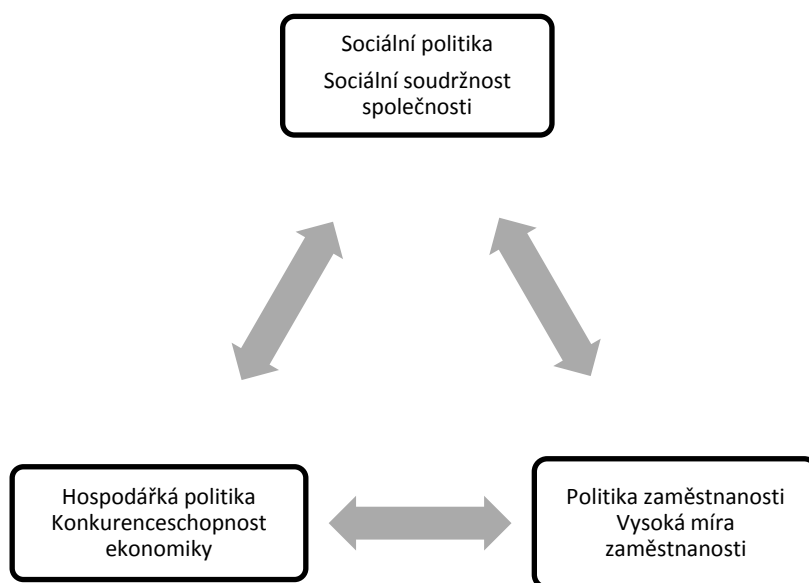 Sociální politika
Sociální soudržnost
společnosti
Hospodářká politika
Konkurenceschopnost
ekonomiky
Politika zaměstnanosti
Vysoká míra
zaměstnanosti